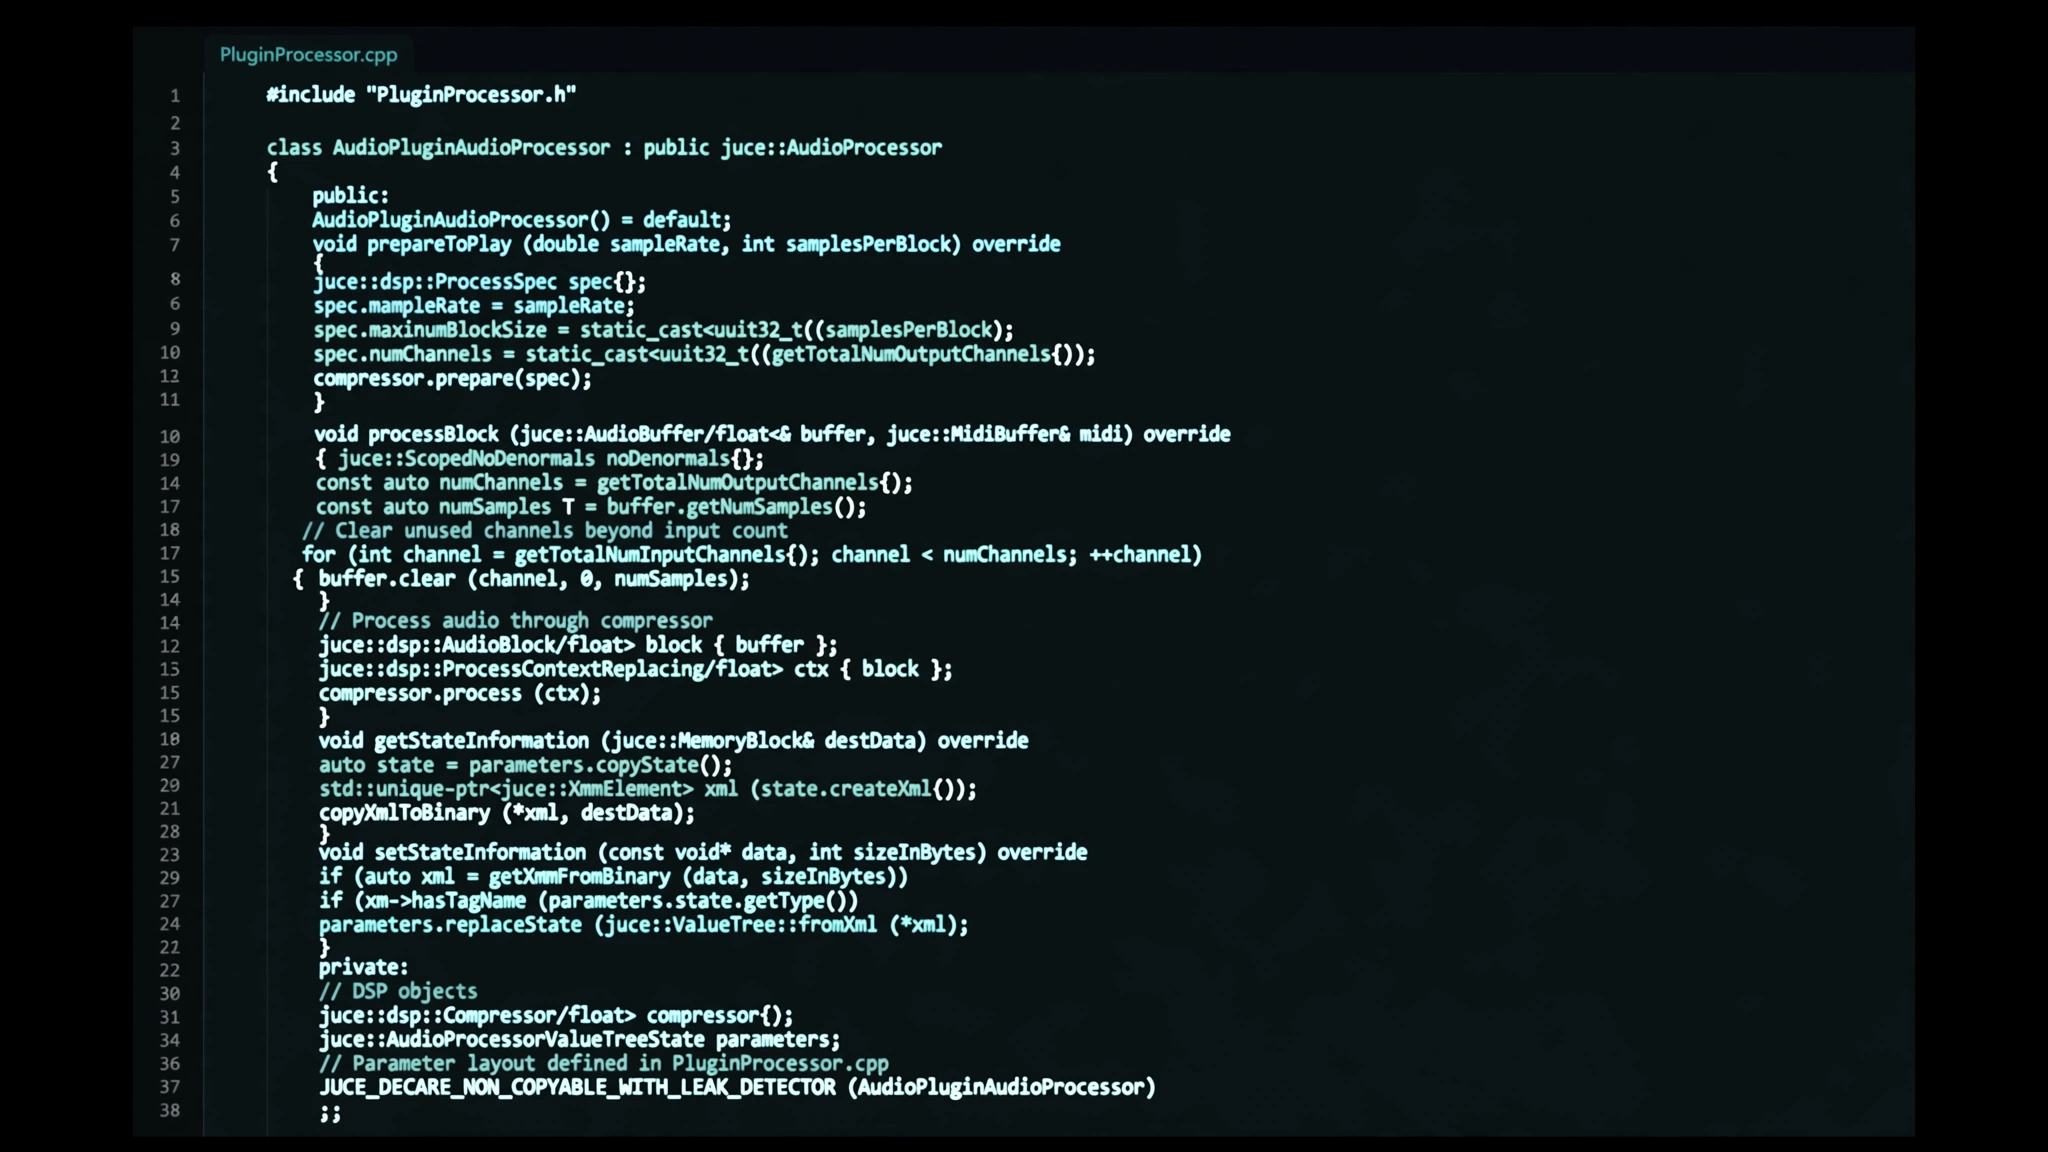 PluginProcessor.cpp
1 #include "PluginProcessor.h"
2
3 class AudioPluginAudioProcessor : public juce::AudioProcessor
4 {
5 public:
6 AudioPluginAudioProcessor() = default;
7 void prepareToPlay (double sampleRate, int samplesPerBlock) override
{
8 juce::dsp::ProcessSpec spec{};
6 spec.mampleRate = sampleRate;
9 spec.maxinumBlockSize = static_cast<uuit32_t((samplesPerBlock);
10 spec.numChannels = static_cast<uuit32_t((getTotalNumOutputChannels{));
12 compressor.prepare(spec);
11 }
10 void processBlock (juce::AudioBuffer/float<& buffer, juce::MidiBuffer& midi) override
19 { juce::ScopedNoDenormals noDenormals{};
14 const auto numChannels = getTotalNumOutputChannels{);
17 const auto numSamples T = buffer.getNumSamples();
18 // Clear unused channels beyond input count
17 for (int channel = getTotalNumInputChannels{); channel < numChannels; ++channel)
15 { buffer.clear (channel, 0, numSamples);
14 }
14 // Process audio through compressor
12 juce::dsp::AudioBlock/float> block { buffer };
15 juce::dsp::ProcessContextReplacing/float> ctx { block };
15 compressor.process (ctx);
15 }
10 void getStateInformation (juce::MemoryBlock& destData) override
27 auto state = parameters.copyState();
29 std::unique-ptr<juce::XmmElement> xml (state.createXml{));
21 copyXmlToBinary (*xml, destData);
28 }
23 void setStateInformation (const void* data, int sizeInBytes) override
29 if (auto xml = getXmmFromBinary (data, sizeInBytes))
27 if (xm->hasTagName (parameters.state.getType())
24 parameters.replaceState (juce::ValueTree::fromXml (*xml);
22 }
22 private:
30 // DSP objects
31 juce::dsp::Compressor/float> compressor{);
34 juce::AudioProcessorValueTreeState parameters;
36 // Parameter layout defined in PluginProcessor.cpp
37 JUCE_DECARE_NON_COPYABLE_WITH_LEAK_DETECTOR (AudioPluginAudioProcessor)
38 ;;